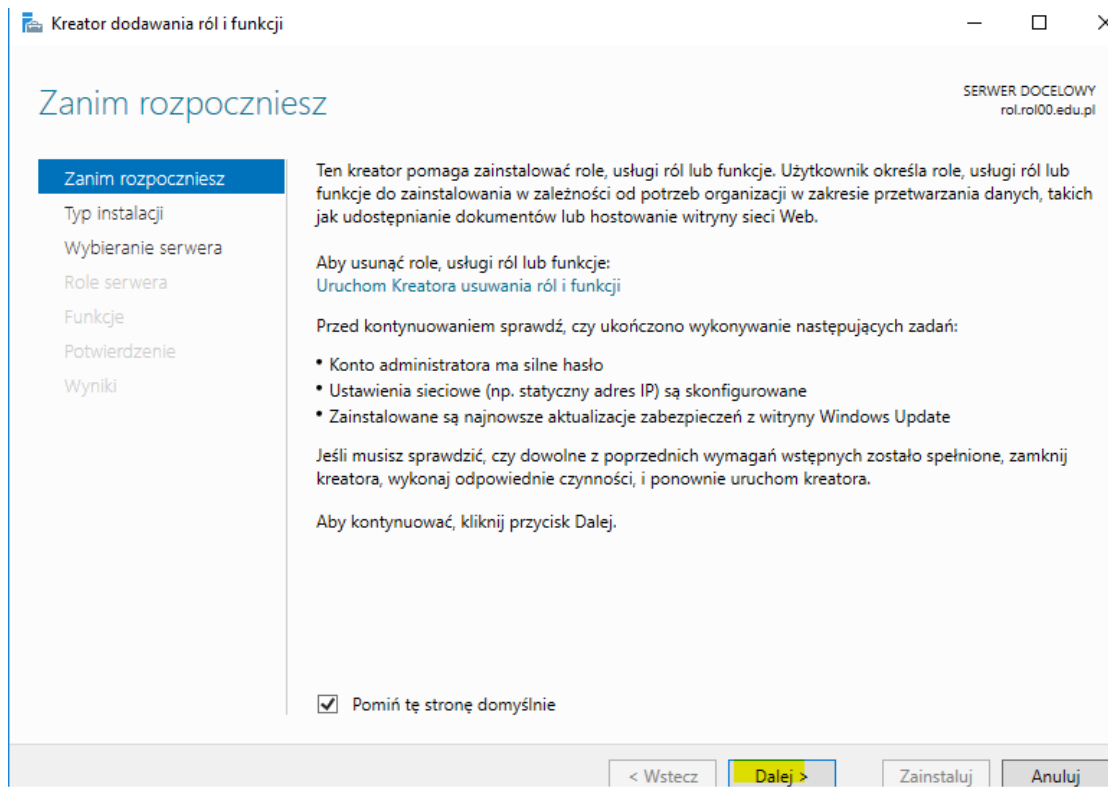 Kreator dodawania ról i funkcji
Zanim rozpoczniesz
SERWER DOCELOWY
rol.rol00.edu.pl
Zanim rozpoczniesz
Typ instalacji
Wybieranie serwera
Role serwera
Funkcje
Potwierdzenie
Wyniki
Ten kreator pomaga zainstalować role, usługi ról lub funkcje. Użytkownik określa role, usługi ról lub
funkcje do zainstalowania w zależności od potrzeb organizacji w zakresie przetwarzania danych, takich
jak udostępnianie dokumentów lub hostowanie witryny sieci Web.
Aby usunąć role, usługi ról lub funkcje:
Uruchom Kreatora usuwania ról i funkcji
Przed kontynuowaniem sprawdź, czy ukończono wykonywanie następujących zadań:
• Konto administratora ma silne hasło
• Ustawienia sieciowe (np. statyczny adres IP) są skonfigurowane
• Zainstalowane są najnowsze aktualizacje zabezpieczeń z witryny Windows Update
Jeśli musisz sprawdzić, czy dowolne z poprzednich wymagań wstępnych zostało spełnione, zamknij
kreatora, wykonaj odpowiednie czynności, i ponownie uruchom kreatora.
Aby kontynuować, kliknij przycisk Dalej.
Pomiń tę stronę domyślnie
< Wstecz
Dalej >
Zainstaluj
Anuluj